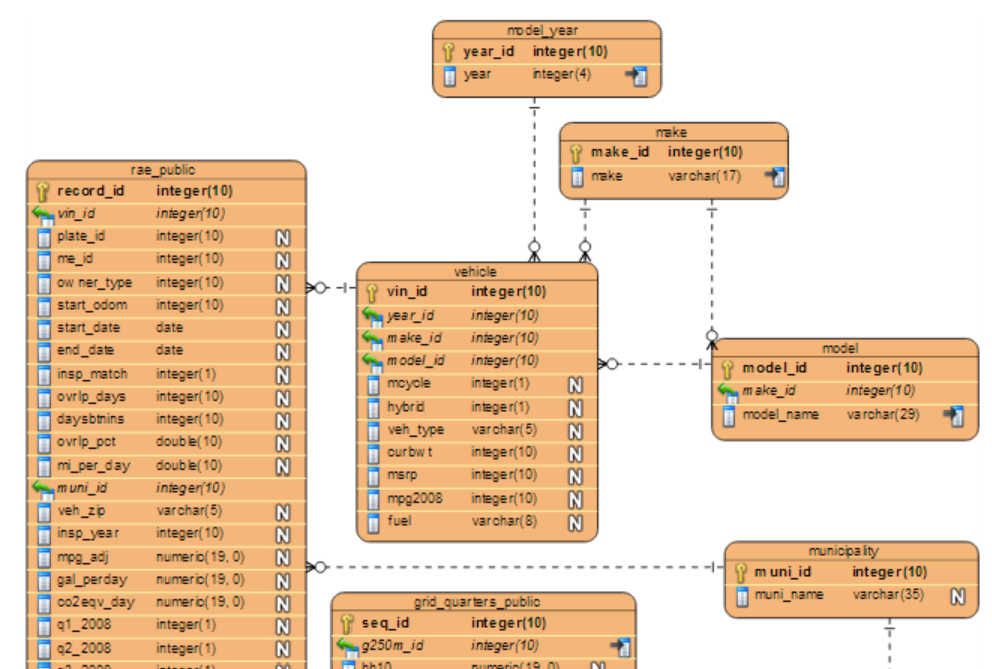 model_year
year_id integer(10)
year integer(4)
make
make_id integer(10)
make varchar(17)
rae_public
record_id integer(10)
vin_id integer(10)
plate_id integer(10) N
me_id integer(10) N
owner_type integer(10) N
start_odom integer(10) N
start_date date N
end_date date N
insp_match integer(1) N
ovrlp_days integer(10) N
daysbtnins integer(10) N
ovrlp_pct double(10) N
mi_per_day double(10) N
muni_id integer(10)
veh_zip varchar(5) N
insp_year integer(10) N
mpg_adj numeric(19, 0) N
gal_perday numeric(19, 0) N
co2eqv_day numeric(19, 0) N
q1_2008 integer(1) N
q2_2008 integer(1) N
vehicle
vin_id integer(10)
year_id integer(10)
make_id integer(10)
model_id integer(10)
mcycle integer(1) N
hybrid integer(1) N
veh_type varchar(5) N
curbwt integer(10) N
msrp integer(10) N
mpg2008 integer(10) N
fuel varchar(8) N
model
model_id integer(10)
make_id integer(10)
model_name varchar(29)
municipality
muni_id integer(10)
muni_name varchar(35) N
grid_quarters_public
seq_id integer(10)
g250m_id integer(10)